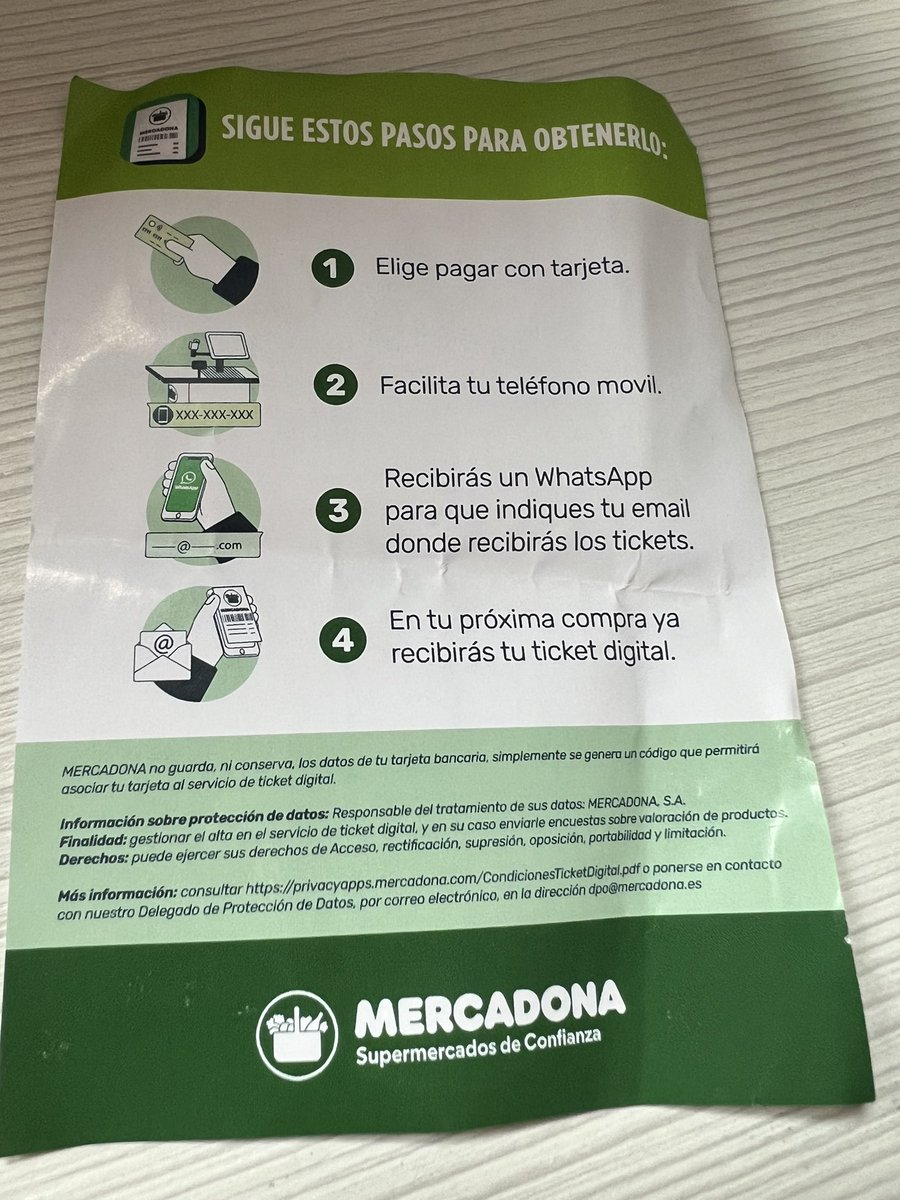 MERCADONA
SIGUE ESTOS PASOS PARA OBTENERLO:
1 Elige pagar con tarjeta.
XXX-XXX-XXX
2 Facilita tu teléfono movil.
WhatsApp
@ .com
3 Recibirás un WhatsApp
para que indiques tu email
donde recibirás los tickets.
@
4 En tu próxima compra ya
recibirás tu ticket digital.
MERCADONA no guarda, ni conserva, los datos de tu tarjeta bancaria, simplemente se genera un código que permitirá
asociar tu tarjeta al servicio de ticket digital.
Información sobre protección de datos: Responsable del tratamiento de sus datos: MERCADONA, S.A.
Finalidad: gestionar el alta en el servicio de ticket digital, y en su caso enviarle encuestas sobre valoración de productos.
Derechos: puede ejercer sus derechos de Acceso, rectificación, supresión, oposición, portabilidad y limitación.
Más información: consultar https://privacyapps.mercadona.com/CondicionesTicketDigital.pdf o ponerse en contacto
con nuestro Delegado de Protección de Datos, por correo electrónico, en la dirección dpo@mercadona.es
MERCADONA
Supermercados de Confianza